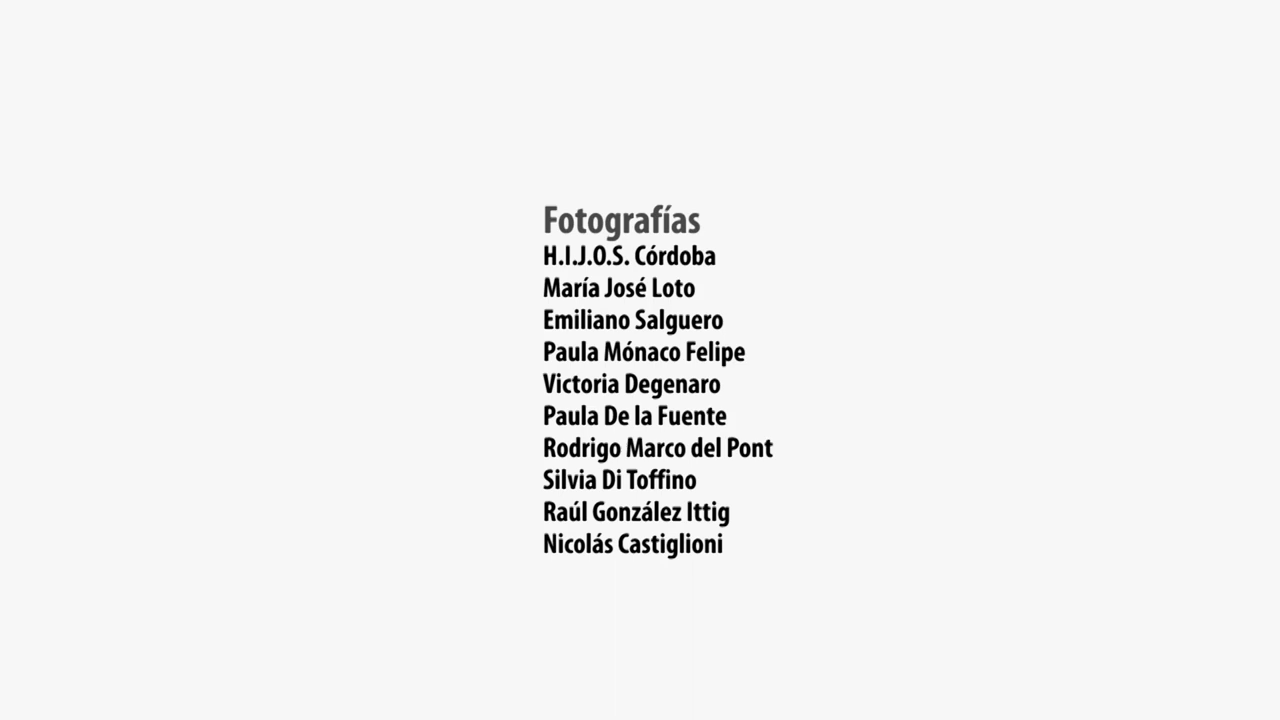 Fotografías
H.I.J.O.S. Córdoba
María José Loto
Emiliano Salguero
Paula Mónaco Felipe
Victoria Degenaro
Paula De la Fuente
Rodrigo Marco del Pont
Silvia Di Toffino
Raúl González Ittig
Nicolás Castiglioni